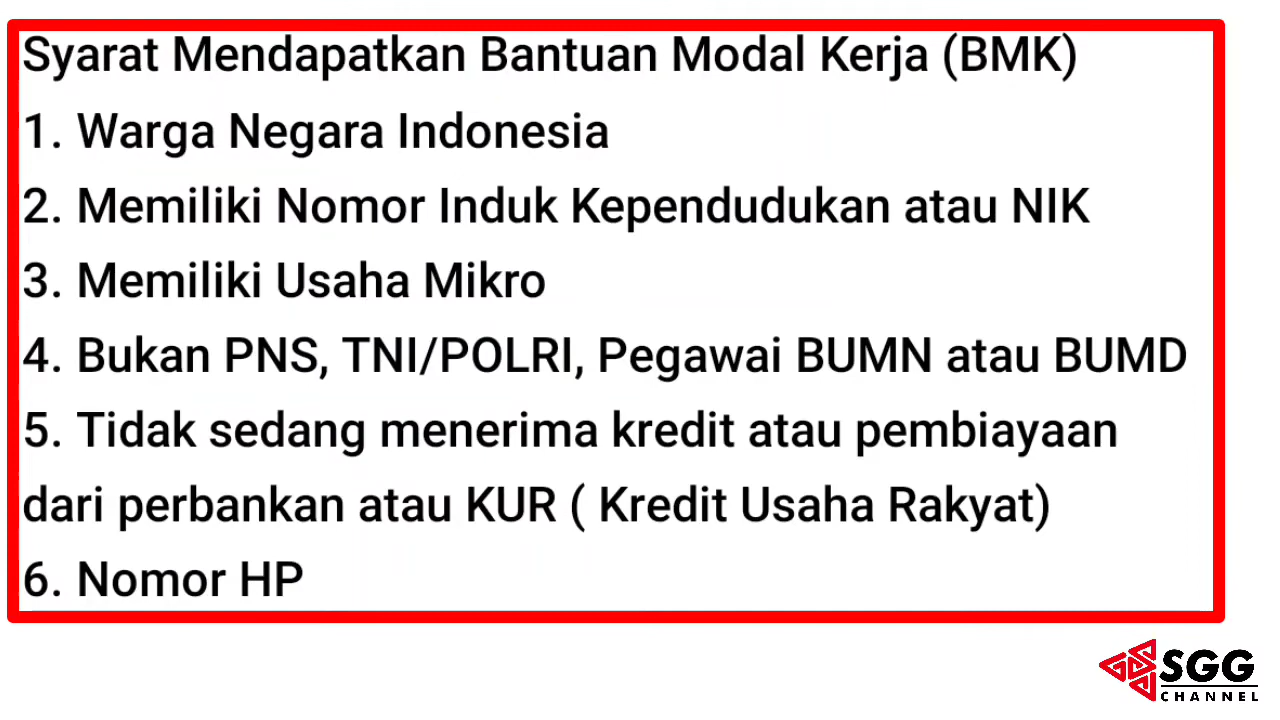 Syarat Mendapatkan Bantuan Modal Kerja (BMK)
1. Warga Negara Indonesia
2. Memiliki Nomor Induk Kependudukan atau NIK
3. Memiliki Usaha Mikro
4. Bukan PNS, TNI/POLRI, Pegawai BUMN atau BUMD
5. Tidak sedang menerima kredit atau pembiayaan
dari perbankan atau KUR ( Kredit Usaha Rakyat)
6. Nomor HP
SGG
CHANNEL